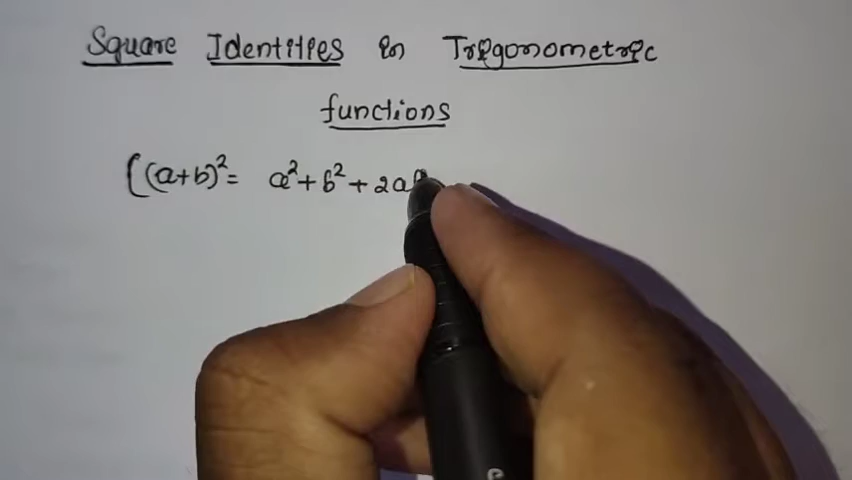 Square Identities in Trigonometric
functions
[(a+b)² = a² + b² + 2a